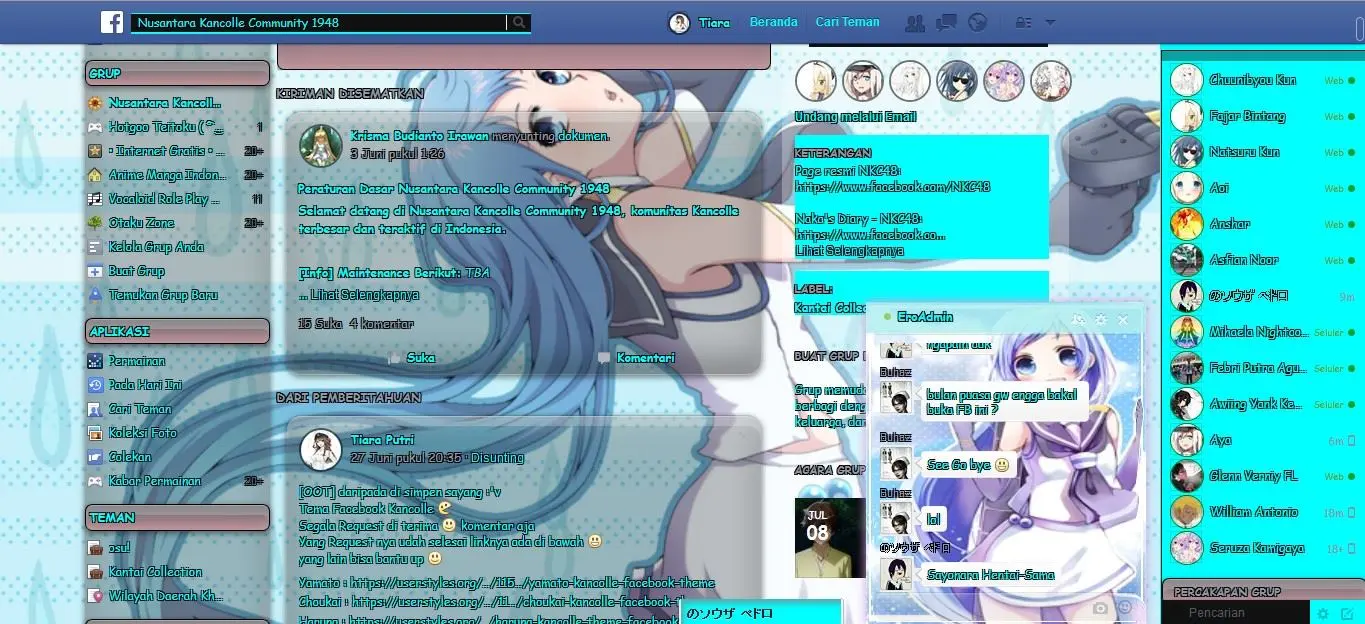 Nusantara Kancolle Community 1948
Tiara
Beranda
Cari Teman
GRUP
Nusantara Kancoll...
• Internet Gratis • ... 20+
Anime Manga Indon... 20+
Vocaloid Role Play ... 11
Otaku Zone 20+
Kelola Grup Anda
Buat Grup
Temukan Grup Baru
APLIKASI
Permainan
Pada Hari Ini
Cari Teman
Koleksi Foto
Colekan
Kabar Permainan 20+
TEMAN
osu!
Kantai Collection
Wilayah Daerah Kh...
KIRIMAN DISEMATKAN
Krisma Budianto Irawan menyunting dokumen.
3 Juni pukul 1:26
Peraturan Dasar Nusantara Kancolle Community 1948
Selamat datang di Nusantara Kancolle Community 1948, komunitas Kancolle
terbesar dan teraktif di Indonesia.
[Info] Maintenance Berikut: TBA
... Lihat Selengkapnya
15 Suka 4 komentar
Suka
Komentari
DARI PEMBERITAHUAN
Tiara Putri
27 Juni pukul 20:35 · Disunting
[OOT] daripada di simpen sayang :'v
Tema Facebook Kancolle
Segala Request di terima komentar aja
Yang Request nya udah selesai linknya ada di bawah
yang lain bisa bantu up
Yamato : https://userstyles.org/.../115.../yamato-kancolle-facebook-theme
Choukai : https://userstyles.org/.../11.../choukai-kancolle-facebook-t
Haruna : https://userstyles.org/.../haruna-kancolle-facebook-them
Undang melalui Email
KETERANGAN
Page resmi NKC48:
https://www.facebook.com/NKC48
Naka's Diary - NKC48:
https://www.facebook.co...
Lihat Selengkapnya
LABEL:
Kantai Collec
BUAT GRUP
Grup memud
berbagi deng
keluarga, dan
ACARA GRUP
JUL
08
EroAdmin
Buhaz
bulan puasa gw engga bakal
buka FB ini ?
Buhaz
See Go bye
Buhaz
lol
のソウザ ペドロ
Sayonara Hentai-Sama
のソウザ ペドロ
Chuunibyou Kun Web
Fajjar Bintang Web
Natsuru Kun Web
Aoi Web
Anshar Web
Asfian Noor Web
のソウザ ペドロ 9m
Mihaela Nightco... Seluler
Febri Putra Agu... Seluler
Awiing Yank Ke... Seluler
Aya 6m
Glenn Verniy FL Web
William Antonio 18m
Seruza Kamigaya 18+
PERCAKAPAN GRUP
Pencarian